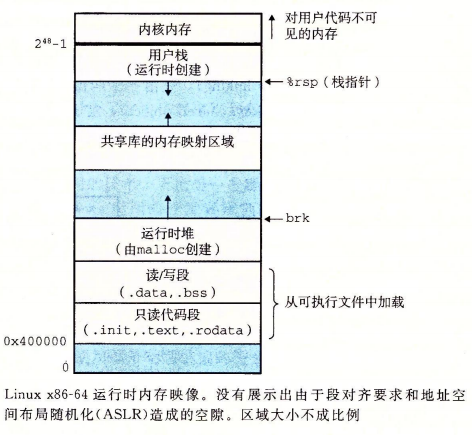 内核内存
对用户代码不可
见的内存
2⁴⁸-1
用户栈
(运行时创建)
%rsp(栈指针)
共享库的内存映射区域
brk
运行时堆
(由malloc创建)
读/写段
(.data,.bss)
从可执行文件中加载
只读代码段
(.init,.text,.rodata)
0x400000
0
Linux x86-64 运行时内存映像。没有展示出由于段对齐要求和地址空
间布局随机化(ASLR)造成的空隙。区域大小不成比例